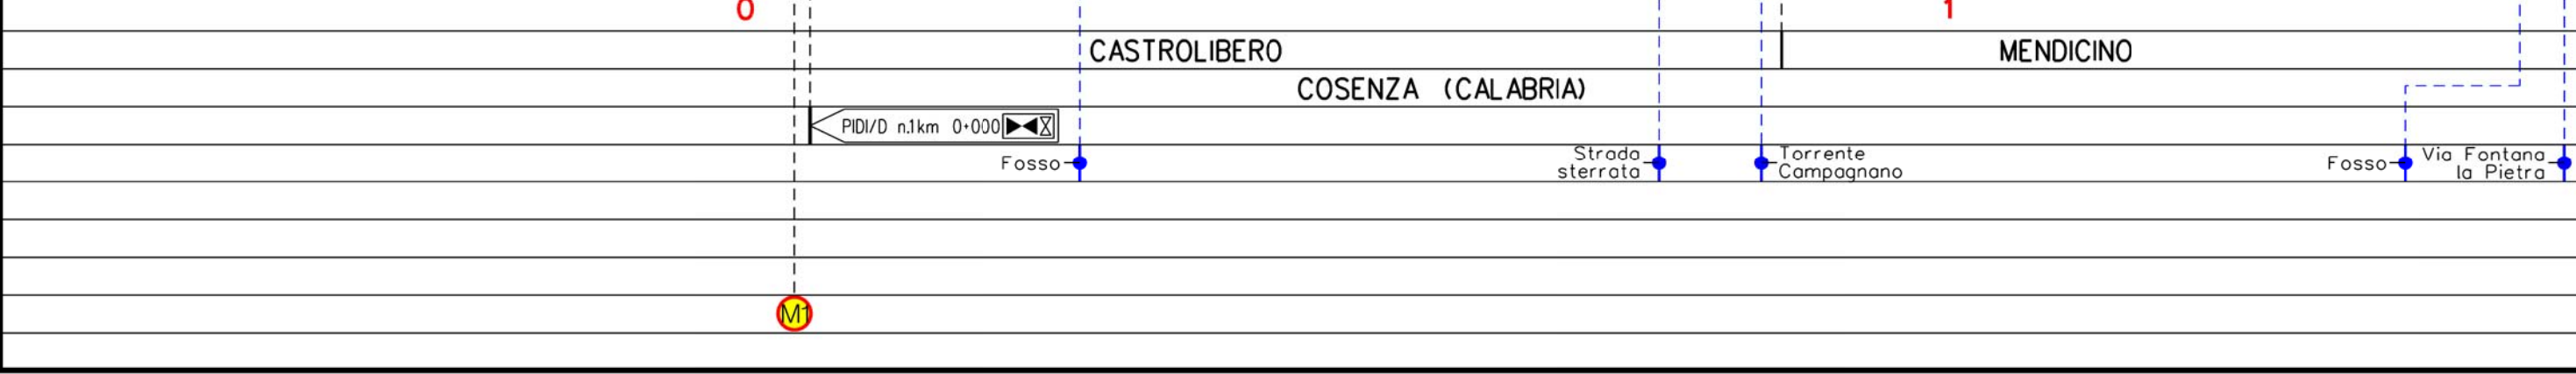 0 1
CASTROLIBERO MENDICINO
COSENZA (CALABRIA)
PIDI/D n.1km 0+000
Fosso
Strada
sterrata
Torrente
Campagnano
Fosso
Via Fontana
la Pietra
M1